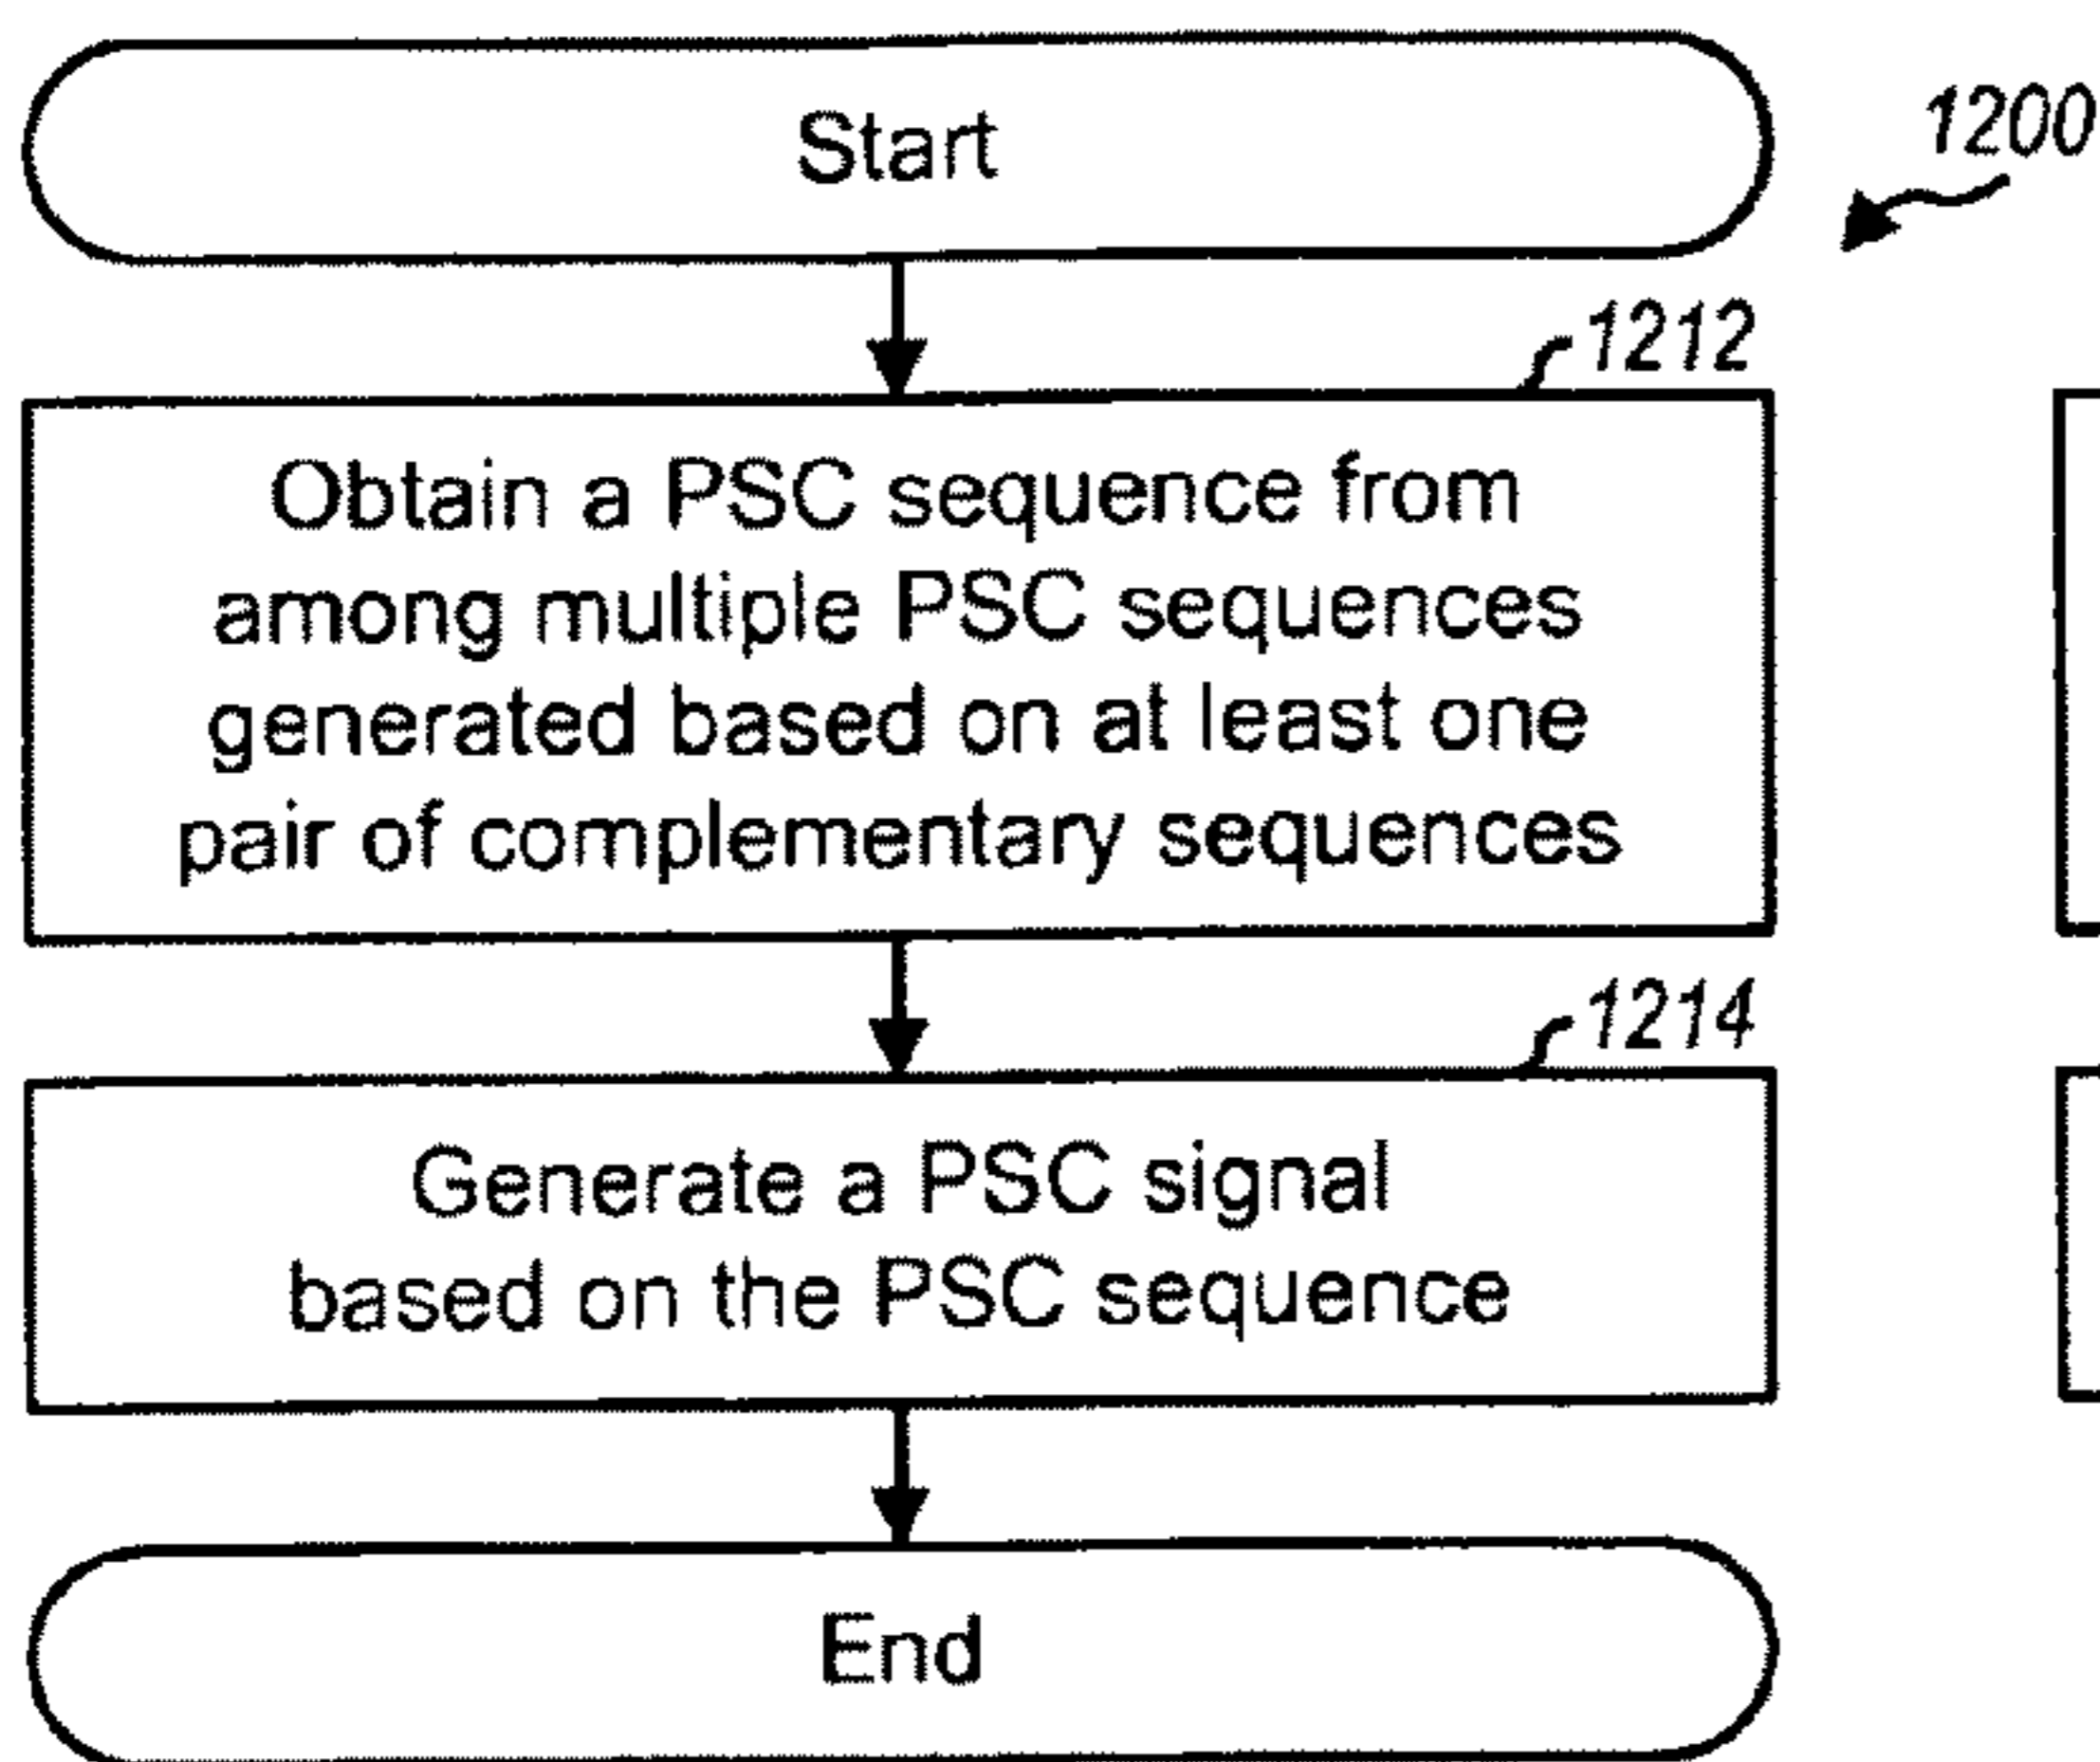 Start
1200
1212
Obtain a PSC sequence from
among multiple PSC sequences
generated based on at least one
pair of complementary sequences
1214
Generate a PSC signal
based on the PSC sequence
End